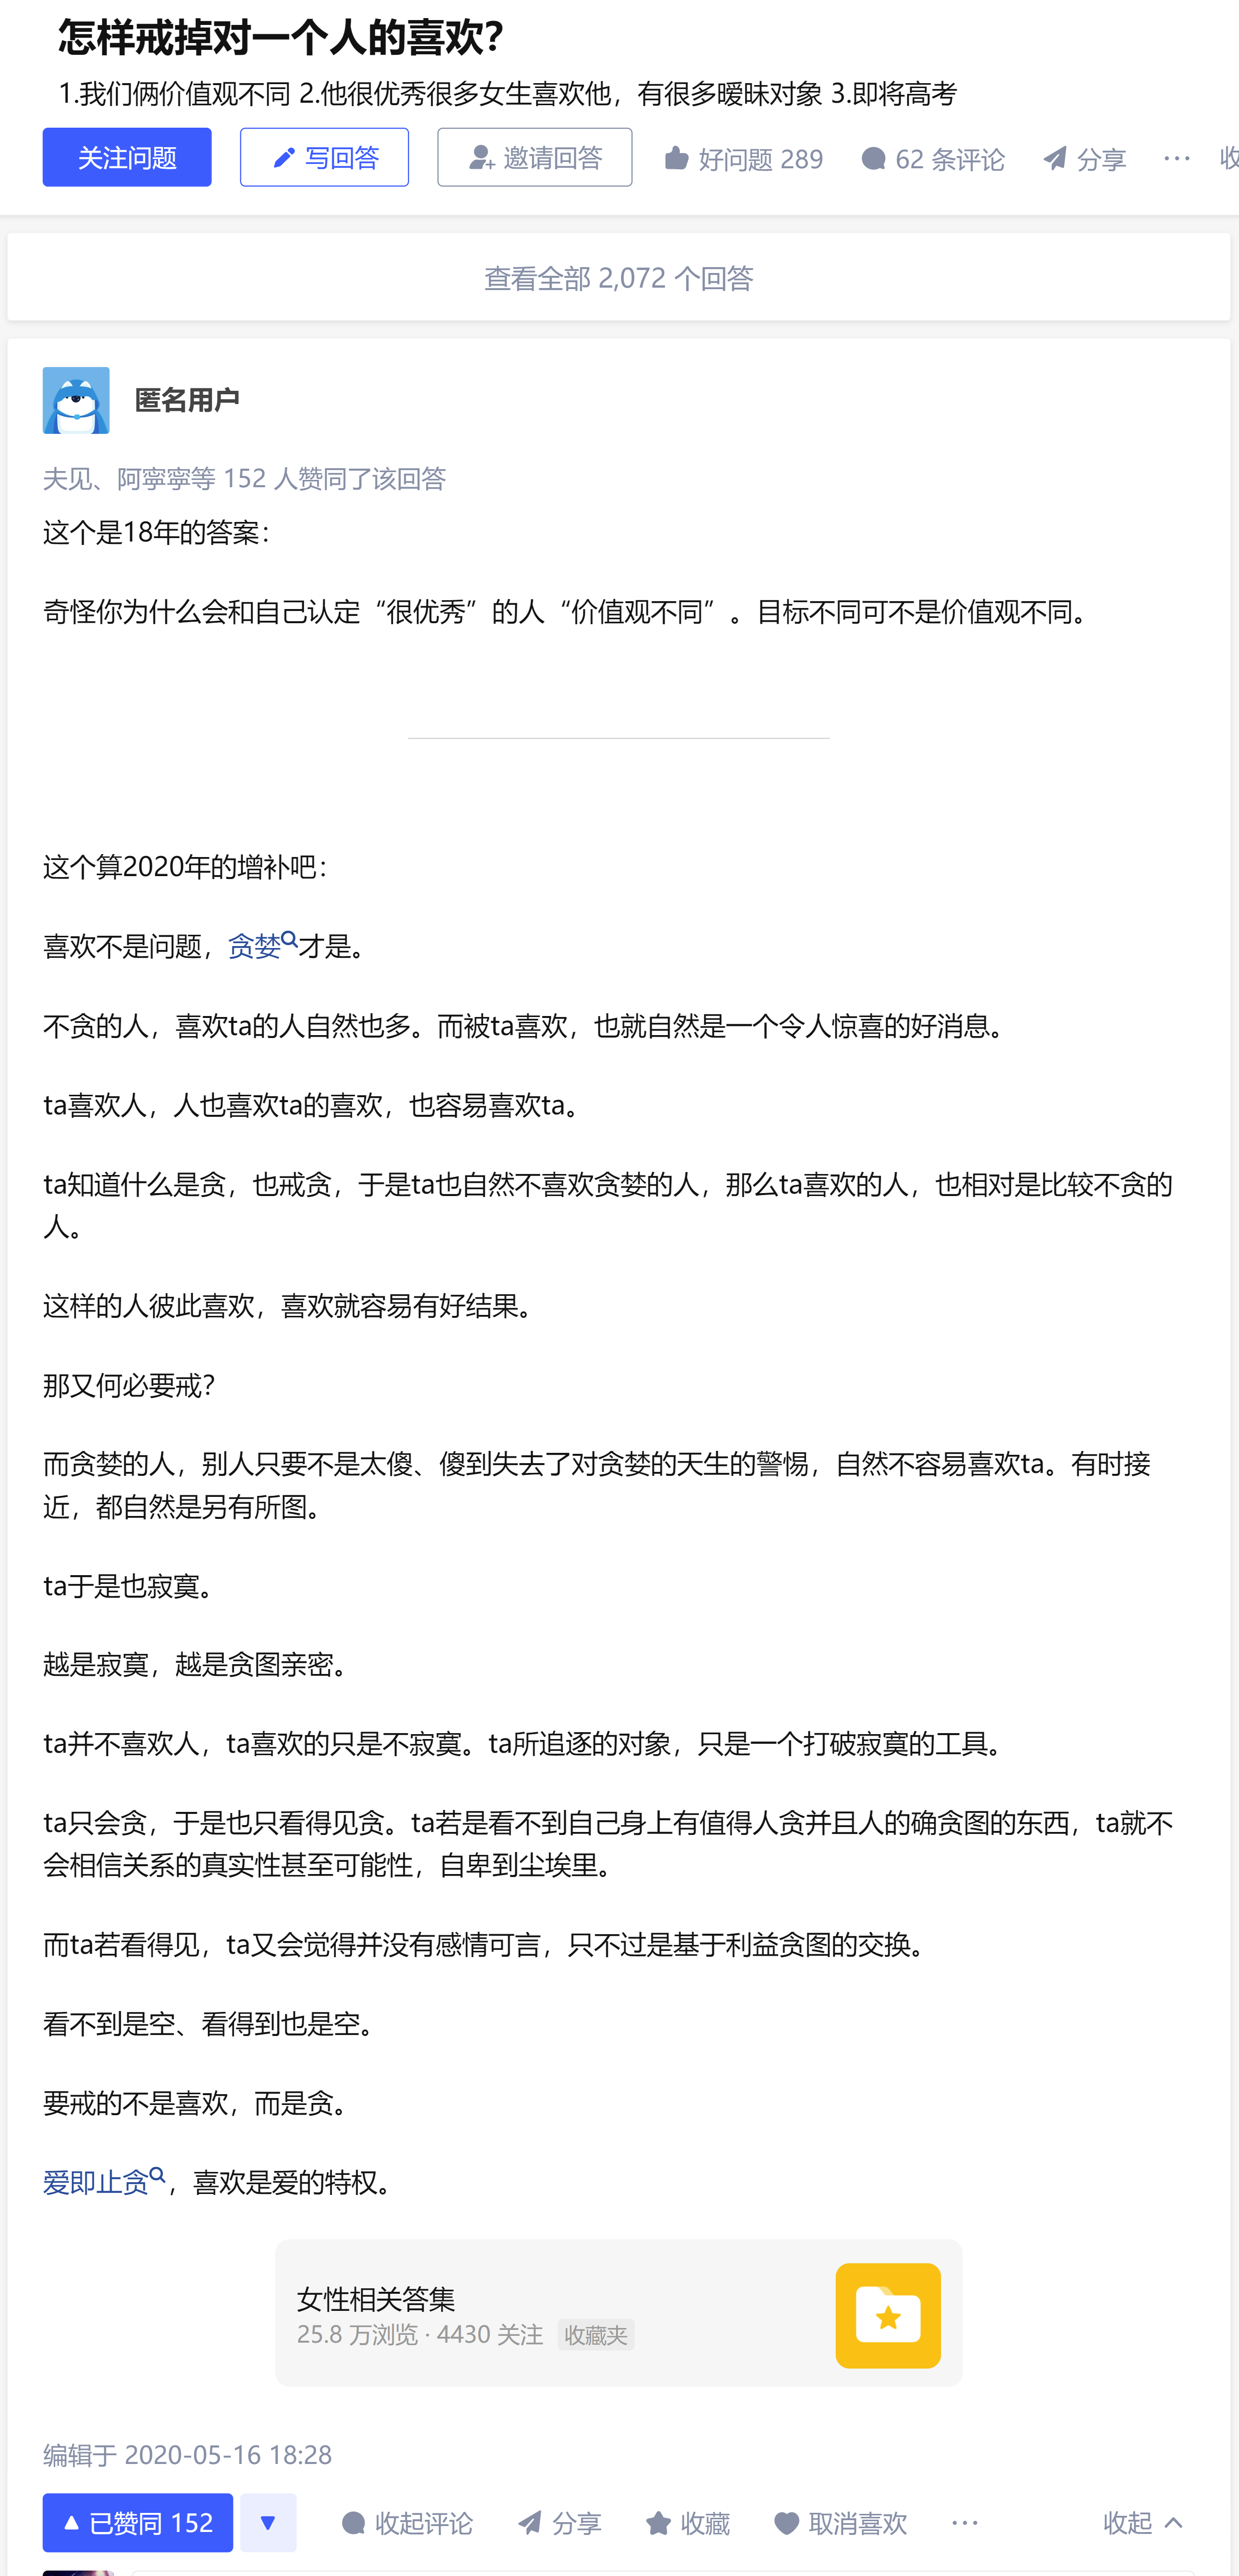 怎样戒掉对一个人的喜欢？
1.我们俩价值观不同 2.他很优秀很多女生喜欢他，有很多暧昧对象 3.即将高考
关注问题 写回答 邀请回答 好问题 289 62 条评论 分享 ··· 收
查看全部 2,072 个回答
匿名用户
夫见、阿寧寧等 152 人赞同了该回答
这个是18年的答案：
奇怪你为什么会和自己认定“很优秀”的人“价值观不同”。目标不同可不是价值观不同。
这个算2020年的增补吧：
喜欢不是问题，贪婪才是。
不贪的人，喜欢ta的人自然也多。而被ta喜欢，也就自然是一个令人惊喜的好消息。
ta喜欢人，人也喜欢ta的喜欢，也容易喜欢ta。
ta知道什么是贪，也戒贪，于是ta也自然不喜欢贪婪的人，那么ta喜欢的人，也相对是比较不贪的
人。
这样的人彼此喜欢，喜欢就容易有好结果。
那又何必要戒？
而贪婪的人，别人只要不是太傻、傻到失去了对贪婪的天生的警惕，自然不容易喜欢ta。有时接
近，都自然是另有所图。
ta于是也寂寞。
越是寂寞，越是贪图亲密。
ta并不喜欢人，ta喜欢的只是不寂寞。ta所追逐的对象，只是一个打破寂寞的工具。
ta只会贪，于是也只看得见贪。ta若是看不到自己身上有值得人贪并且人的确贪图的东西，ta就不
会相信关系的真实性甚至可能性，自卑到尘埃里。
而ta若看得见，ta又会觉得并没有感情可言，只不过是基于利益贪图的交换。
看不到是空、看得到也是空。
要戒的不是喜欢，而是贪。
爱即止贪，喜欢是爱的特权。
女性相关答集
25.8 万浏览 · 4430 关注 收藏夹
编辑于 2020-05-16 18:28
已赞同 152 收起评论 分享 收藏 取消喜欢 ··· 收起